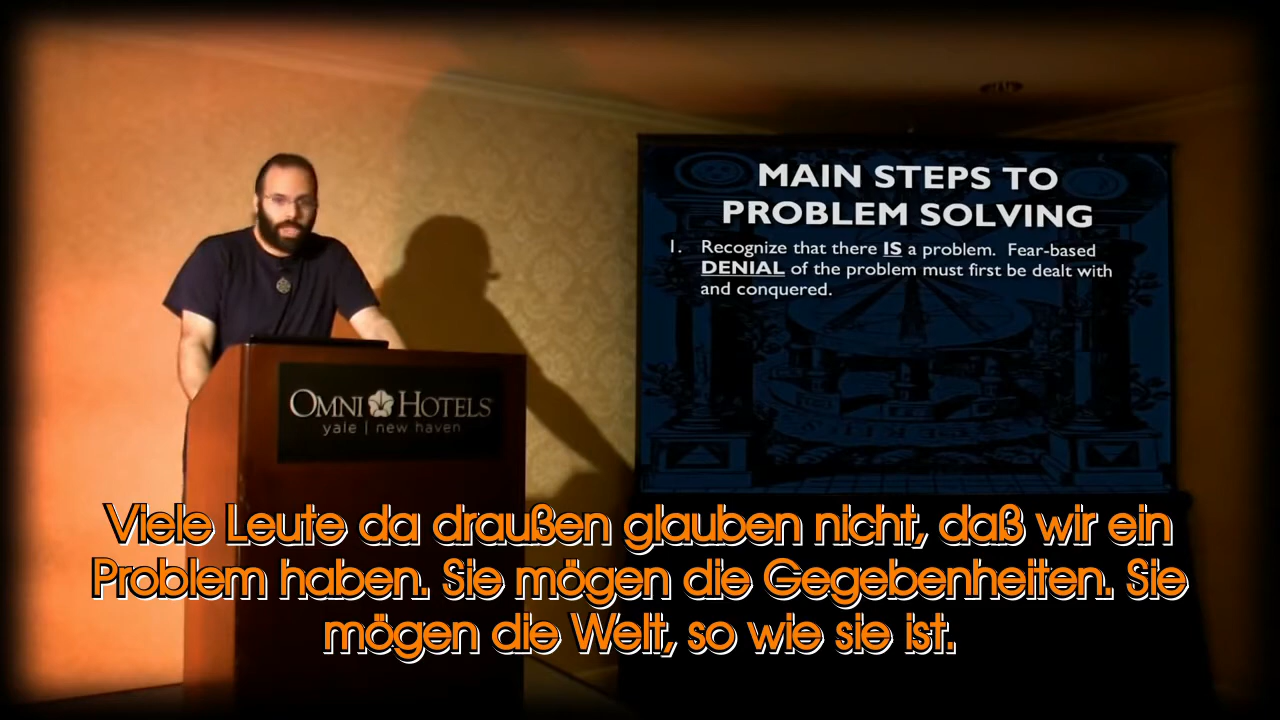 MAIN STEPS TO
PROBLEM SOLVING
1. Recognize that there IS a problem. Fear-based
DENIAL of the problem must first be dealt with
and conquered.
OMNI HOTELS
yale | new haven
Viele Leute da draußen glauben nicht, daß wir ein
Problem haben. Sie mögen die Gegebenheiten. Sie
mögen die Welt, so wie sie ist.